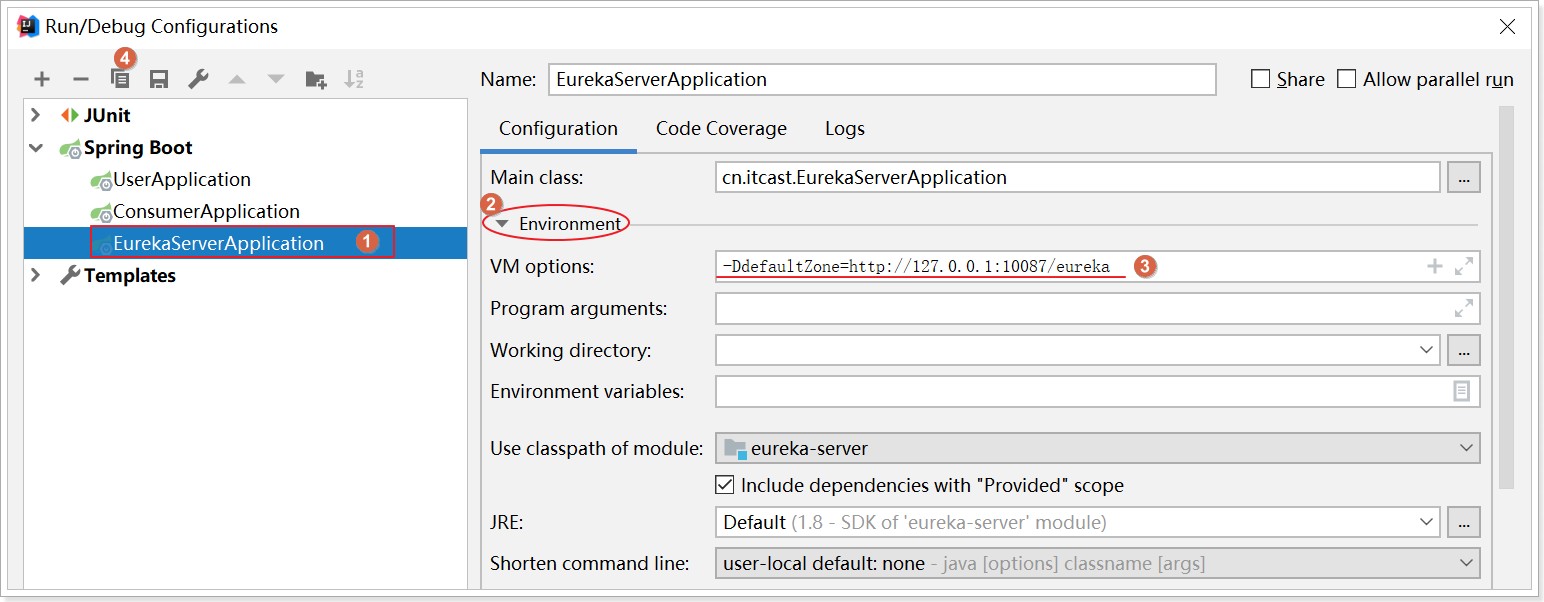 Run/Debug Configurations
4
Name: EurekaServerApplication Share Allow parallel run
JUnit
Spring Boot
UserApplication
ConsumerApplication
EurekaServerApplication 1
Templates
Configuration Code Coverage Logs
Main class: cn.itcast.EurekaServerApplication ...
2
Environment
VM options: -DdefaultZone=http://127.0.0.1:10087/eureka 3
Program arguments:
Working directory: ...
Environment variables:
Use classpath of module: eureka-server
Include dependencies with "Provided" scope
JRE: Default (1.8 - SDK of 'eureka-server' module) ...
Shorten command line: user-local default: none - java [options] classname [args]